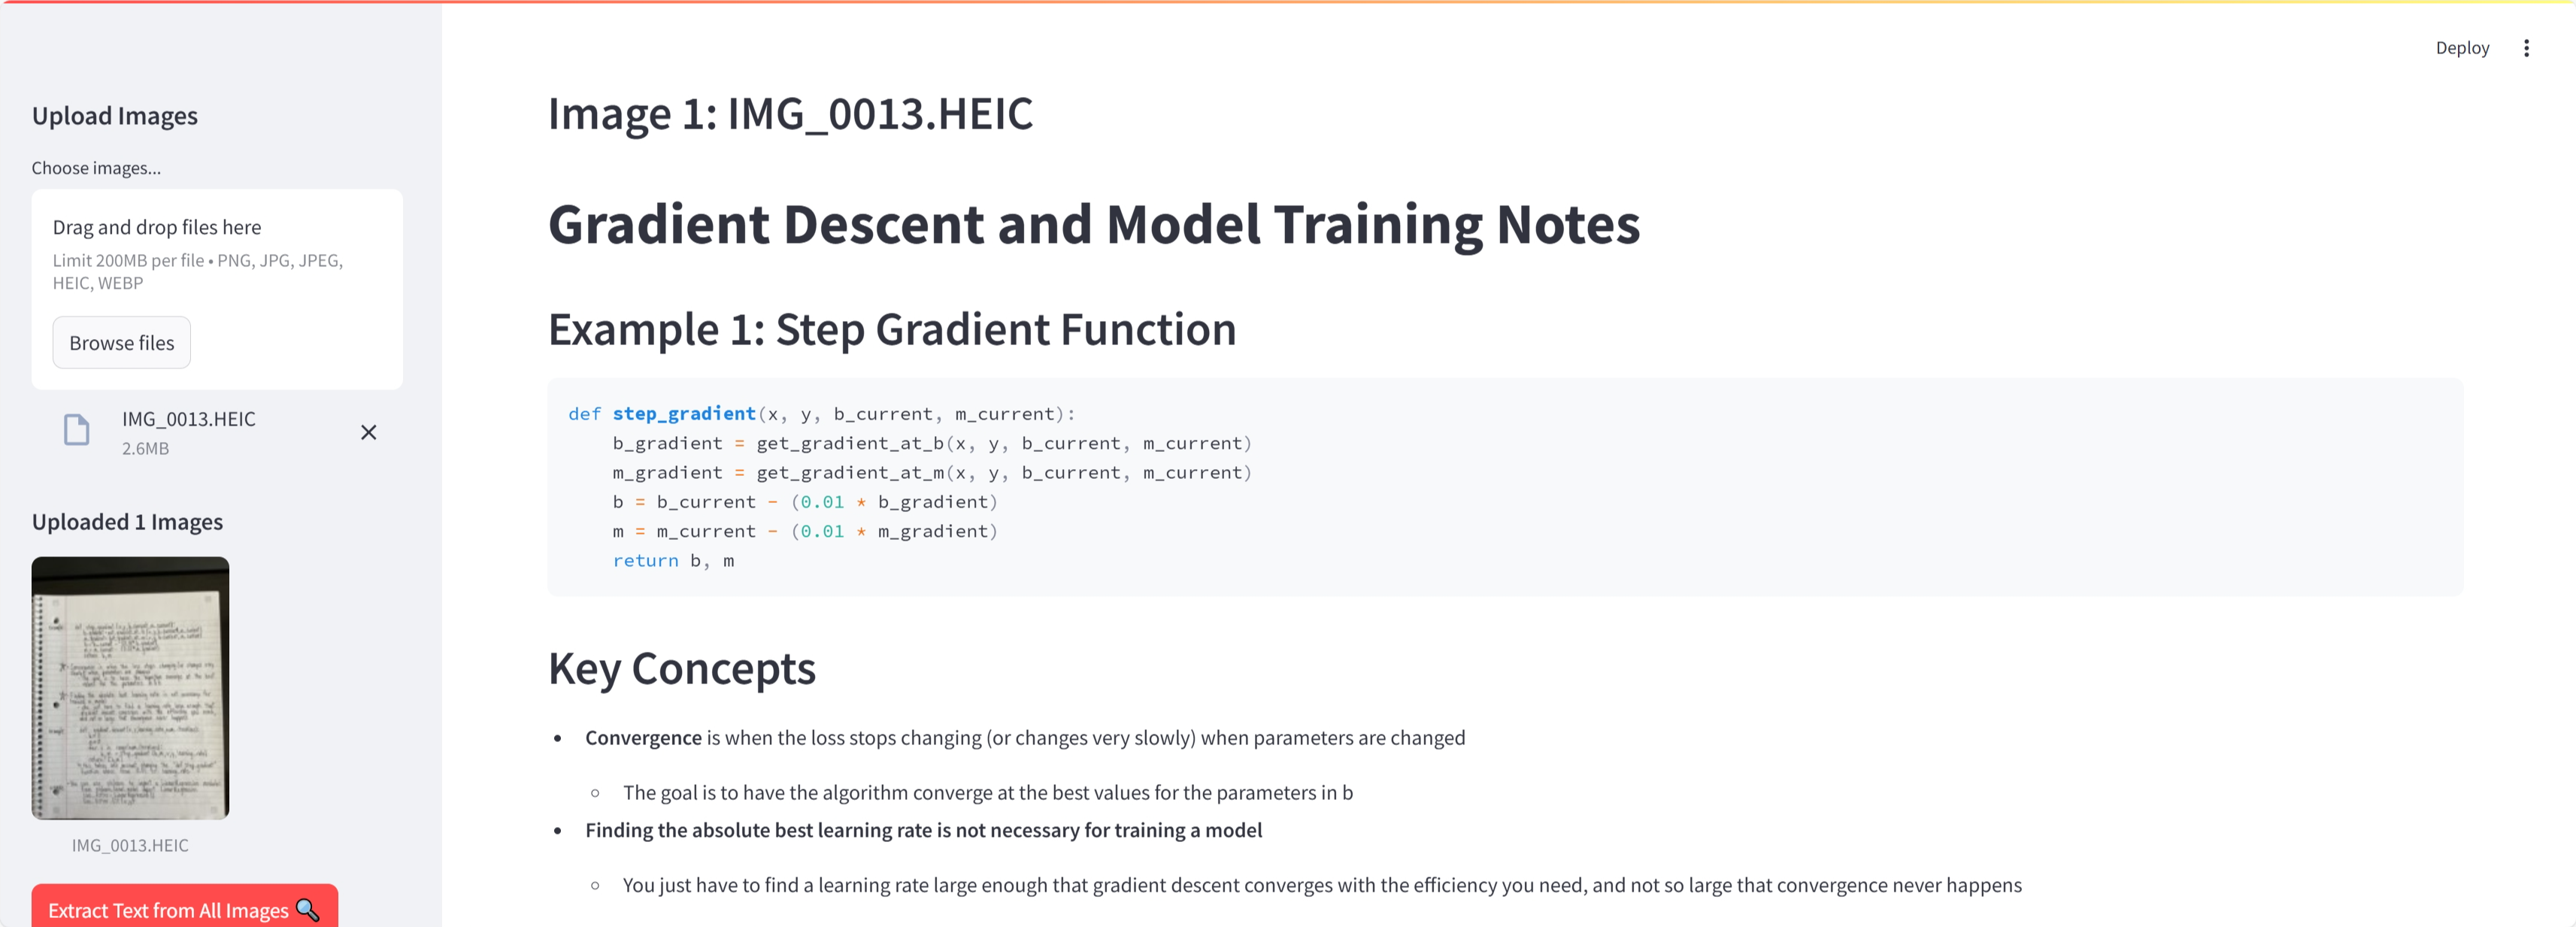 Deploy
Upload Images
Choose images...
Drag and drop files here
Limit 200MB per file • PNG, JPG, JPEG,
HEIC, WEBP
Browse files
IMG_0013.HEIC
2.6MB
Uploaded 1 Images
IMG_0013.HEIC
Extract Text from All Images
Image 1: IMG_0013.HEIC
Gradient Descent and Model Training Notes
Example 1: Step Gradient Function
def step_gradient(x, y, b_current, m_current):
    b_gradient = get_gradient_at_b(x, y, b_current, m_current)
    m_gradient = get_gradient_at_m(x, y, b_current, m_current)
    b = b_current - (0.01 * b_gradient)
    m = m_current - (0.01 * m_gradient)
    return b, m
Key Concepts
• Convergence is when the loss stops changing (or changes very slowly) when parameters are changed
○ The goal is to have the algorithm converge at the best values for the parameters in b
• Finding the absolute best learning rate is not necessary for training a model
○ You just have to find a learning rate large enough that gradient descent converges with the efficiency you need, and not so large that convergence never happens